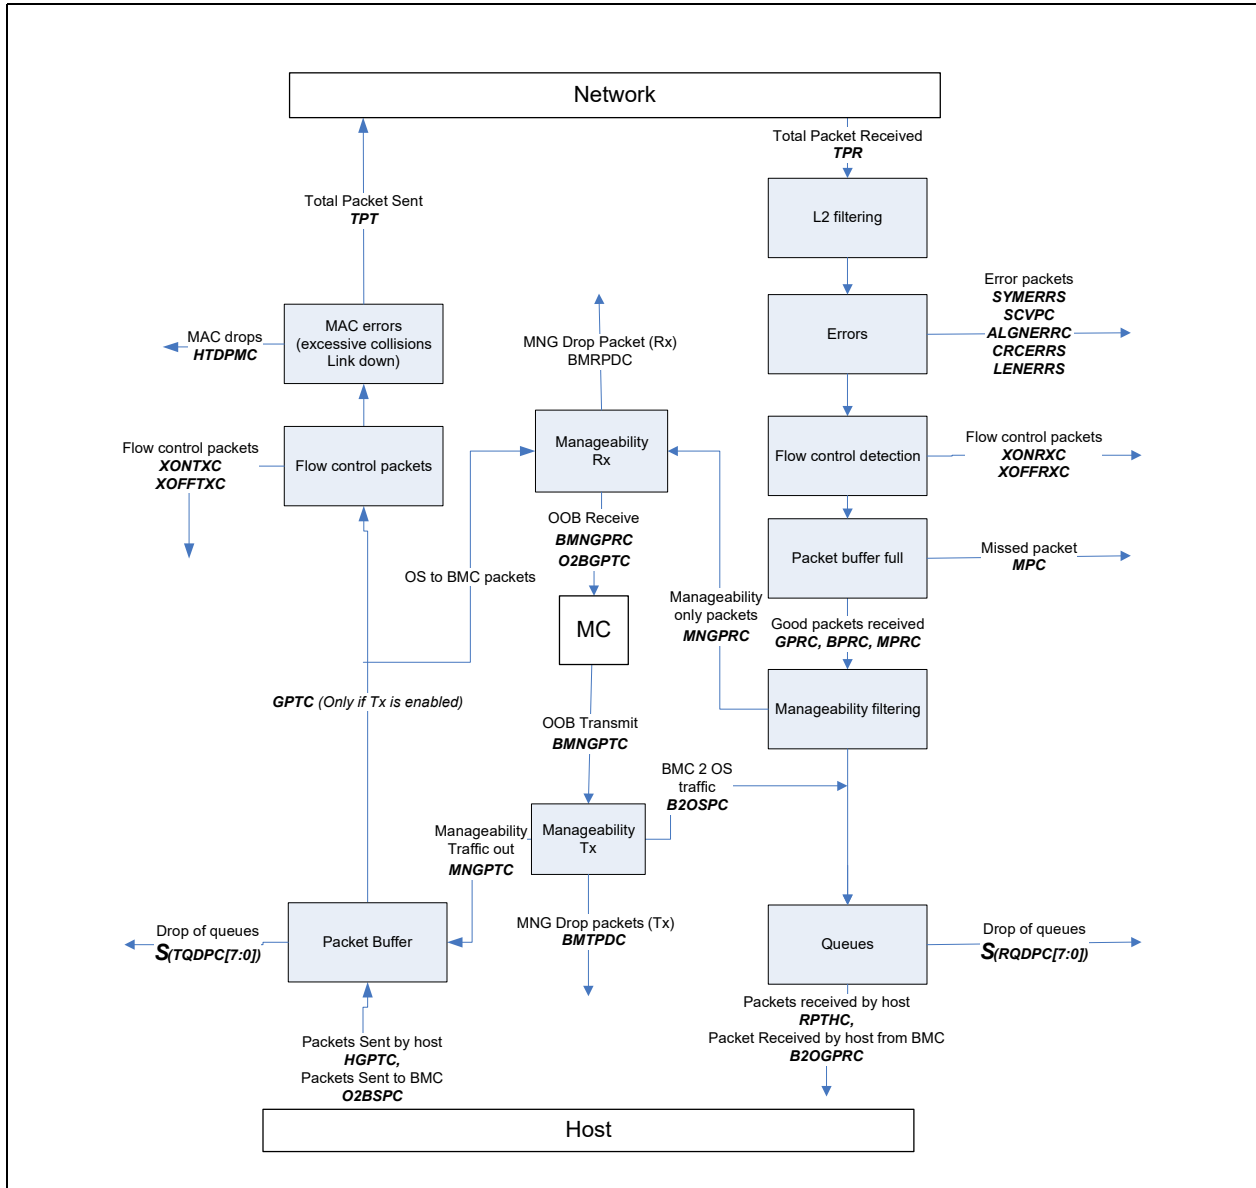 Network
Total Packet Received
TPR
Total Packet Sent
TPT
L2 filtering
Error packets
SYMERRS
SCVPC
ALGNERRC
CRCERRS
LENERRS
Errors
MAC errors
(excessive collisions
Link down)
MAC drops
HTDPMC
MNG Drop Packet (Rx)
BMRPDC
Manageability
Rx
Flow control packets
XONTXC
XOFFTXC
Flow control packets
Flow control detection
Flow control packets
XONRXC
XOFFRXC
OOB Receive
BMNGPRC
O2BGPTC
OS to BMC packets
Packet buffer full
Missed packet
MPC
Manageability
only packets
MNGPRC
Good packets received
GPRC, BPRC, MPRC
MC
GPTC (Only if Tx is enabled)
Manageability filtering
OOB Transmit
BMNGPTC
BMC 2 OS
traffic
B2OSPC
Manageability
Traffic out
MNGPTC
Manageability
Tx
MNG Drop packets (Tx)
BMTPDC
Drop of queues
S(TQDPC[7:0])
Packet Buffer
Queues
Drop of queues
S(RQDPC[7:0])
Packets received by host
RPTHC,
Packet Received by host from BMC
B2OGPRC
Packets Sent by host
HGPTC,
Packets Sent to BMC
O2BSPC
Host